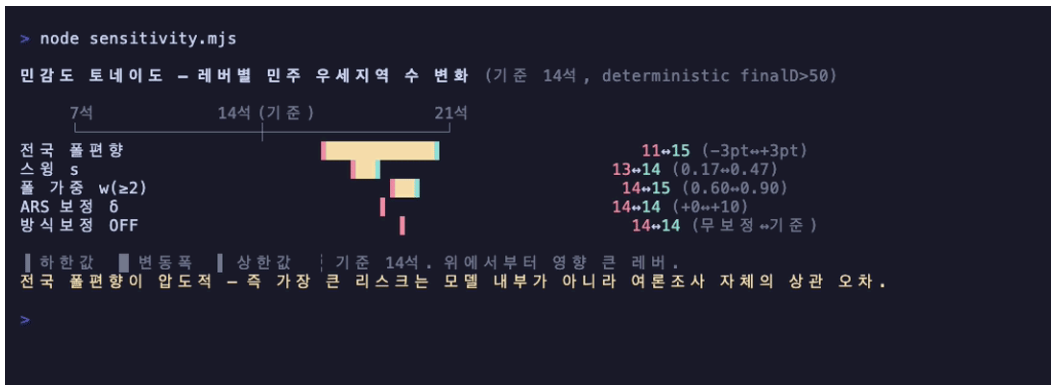 > node sensitivity.mjs
민감도 토네이도 — 레버별 민주 우세지역 수 변화 (기준 14석, deterministic finalD>50)
7석 14석(기준) 21석
전국 폴편향 11↔15 (-3pt↔+3pt)
스윙 s 13↔14 (0.17↔0.47)
폴 가중 w(≥2) 14↔15 (0.60↔0.90)
ARS 보정 δ 14↔14 (+0↔+10)
방식보정 OFF 14↔14 (무보정↔기준)
하한값 변동폭 상한값 기준 14석. 위에서부터 영향 큰 레버.
전국 폴편향이 압도적 — 즉 가장 큰 리스크는 모델 내부가 아니라 여론조사 자체의 상관 오차.
>